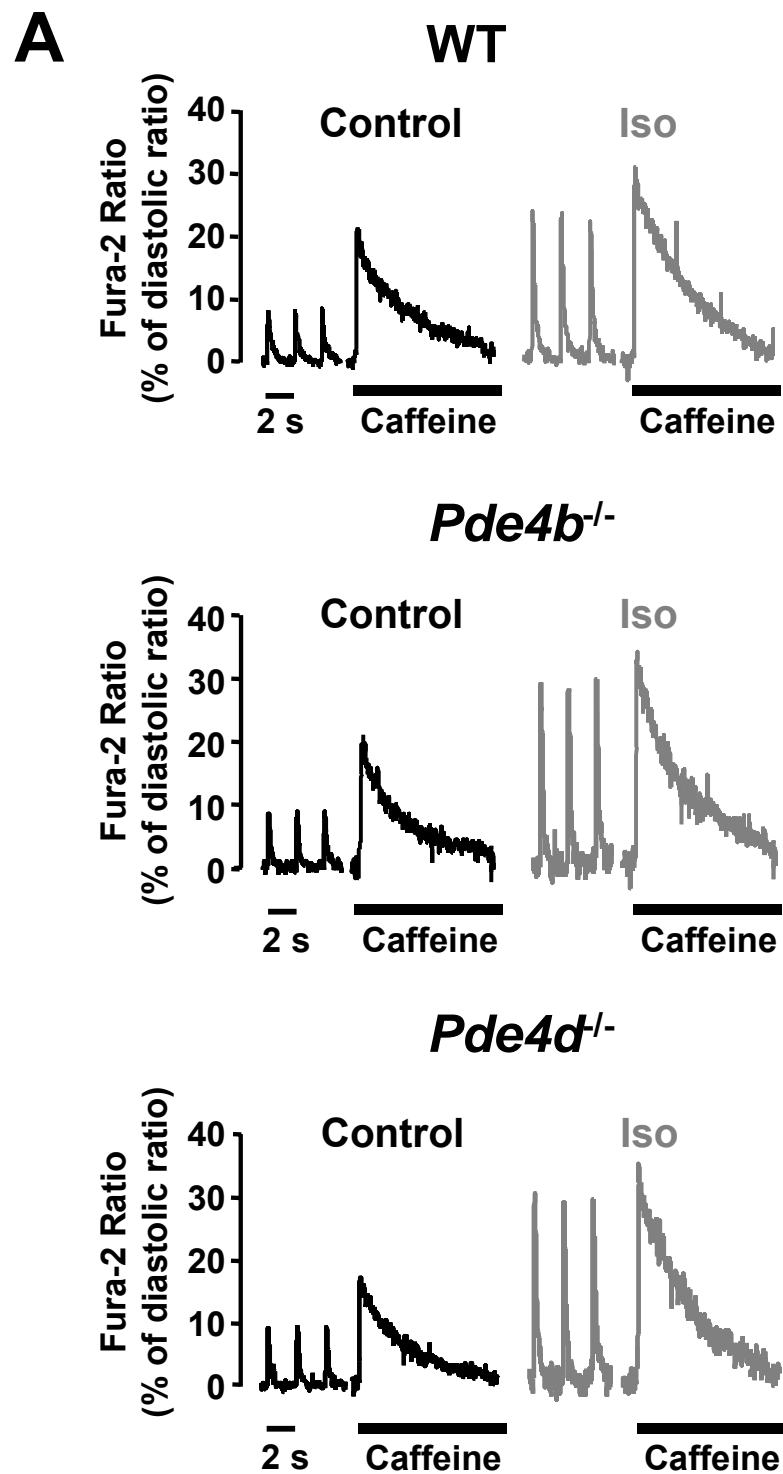 A
WT
Fura-2 Ratio
(% of diastolic ratio)
40
30
20
10
0
Control
Iso
2 s
Caffeine
Caffeine
Pde4b-/-
Fura-2 Ratio
(% of diastolic ratio)
40
30
20
10
0
Control
Iso
2 s
Caffeine
Caffeine
Pde4d-/-
Fura-2 Ratio
(% of diastolic ratio)
40
30
20
10
0
Control
Iso
2 s
Caffeine
Caffeine